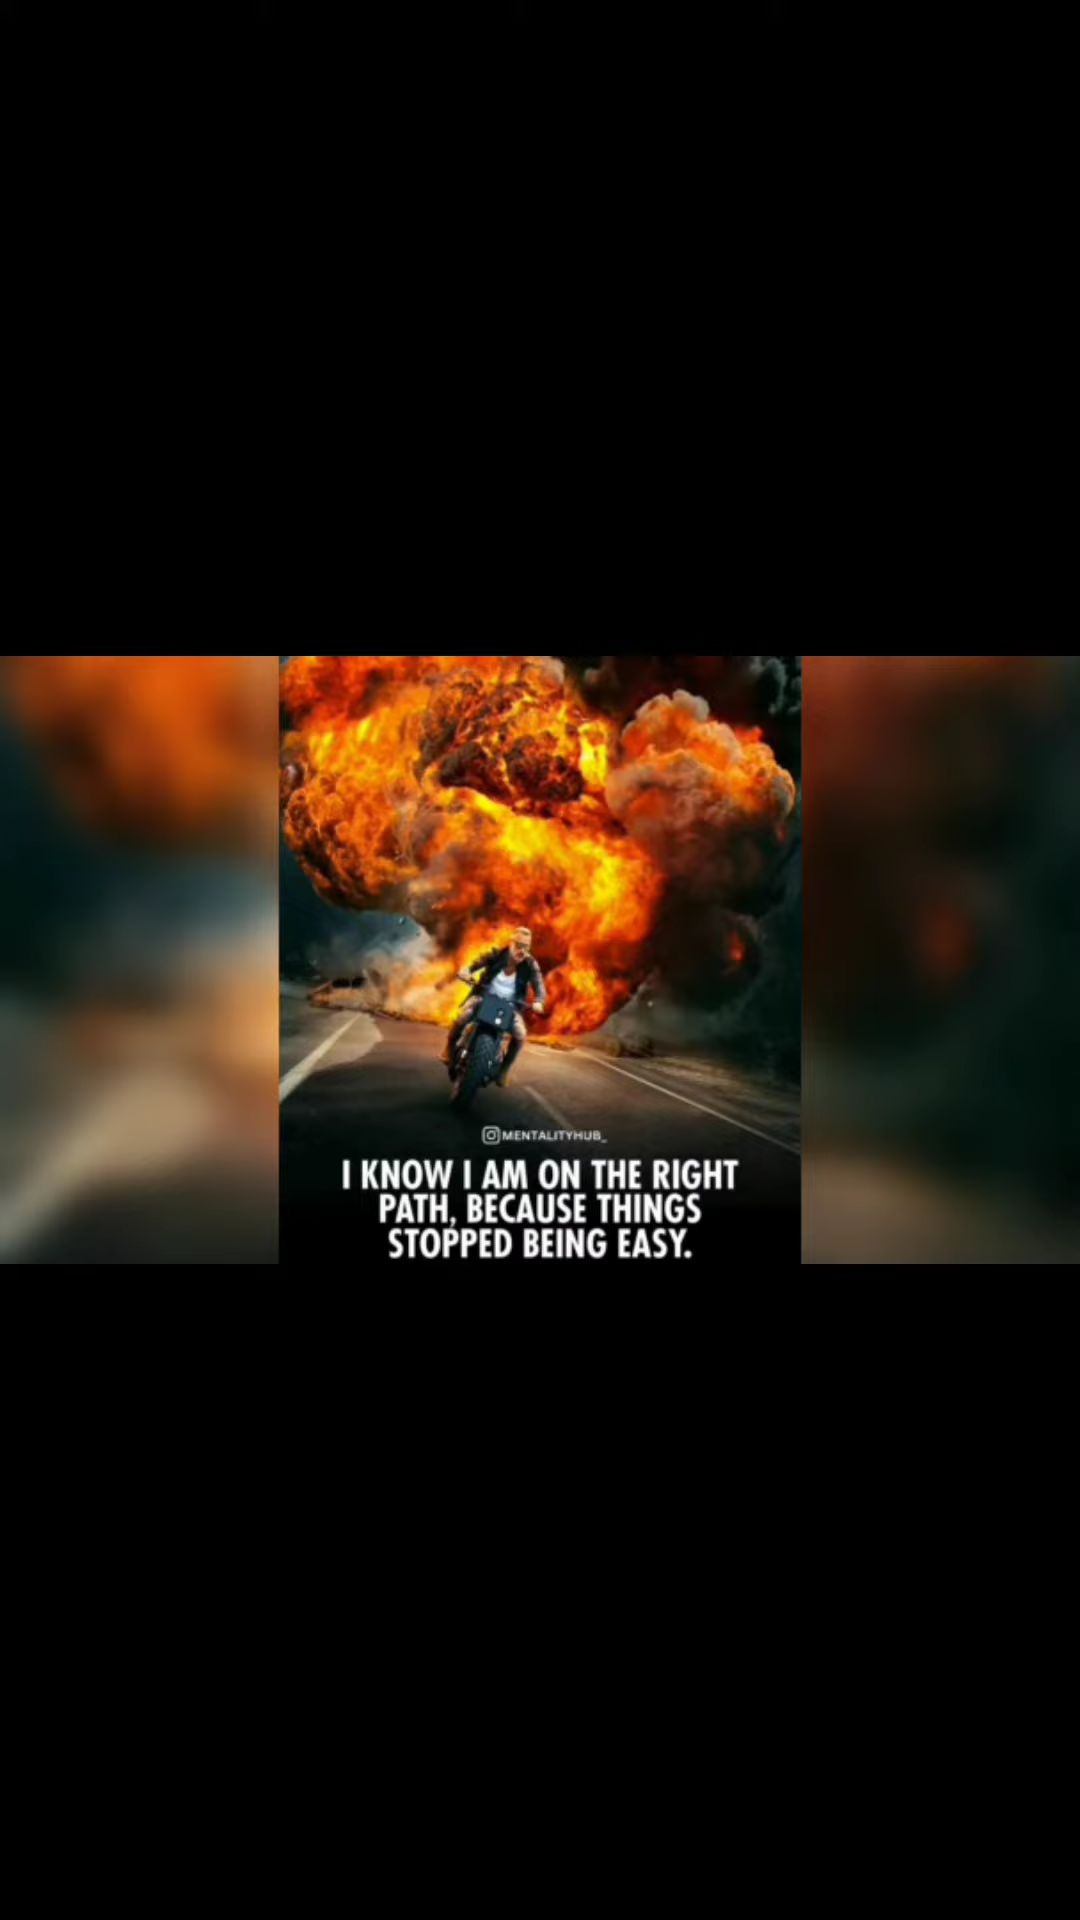 MENTALITYHUB_
I KNOW I AM ON THE RIGHT
PATH, BECAUSE THINGS
STOPPED BEING EASY.